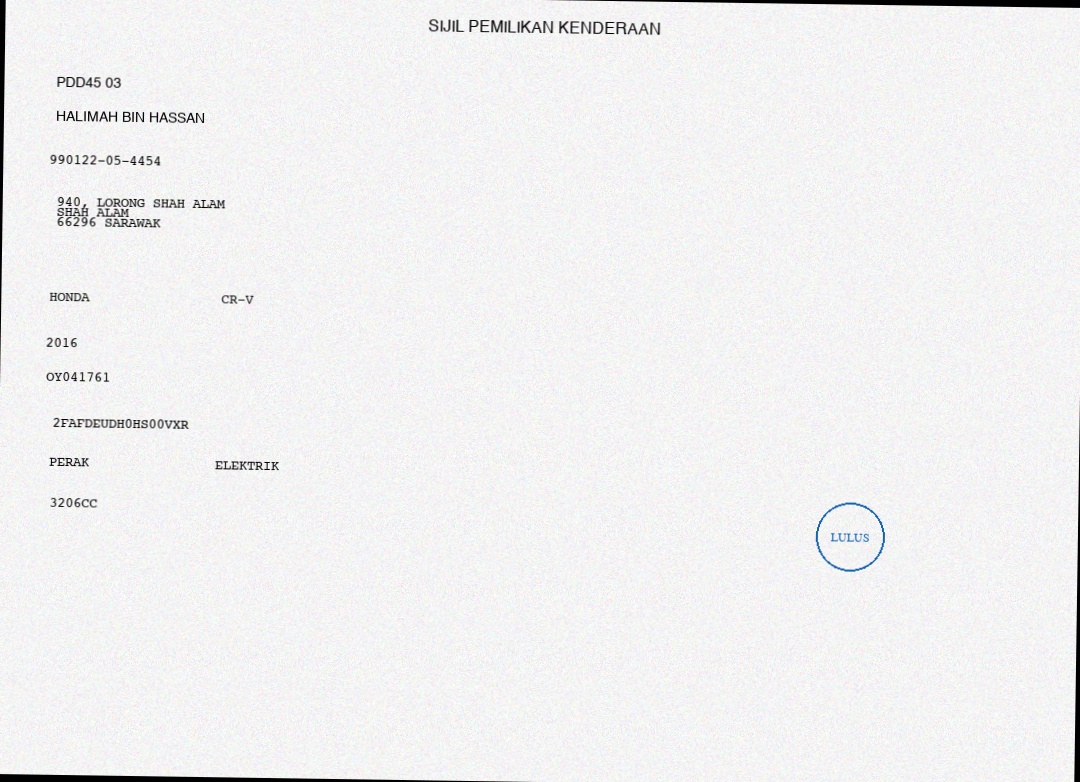 SIJIL PEMILIKAN KENDERAAN
PDD45 03
HALIMAH BIN HASSAN
990122-05-4454
940, LORONG SHAH ALAM
SHAH ALAM
66296 SARAWAK
HONDA CR-V
2016
OY041761
2FAFDEUDH0HS00VXR
PERAK ELEKTRIK
3206CC
LULUS